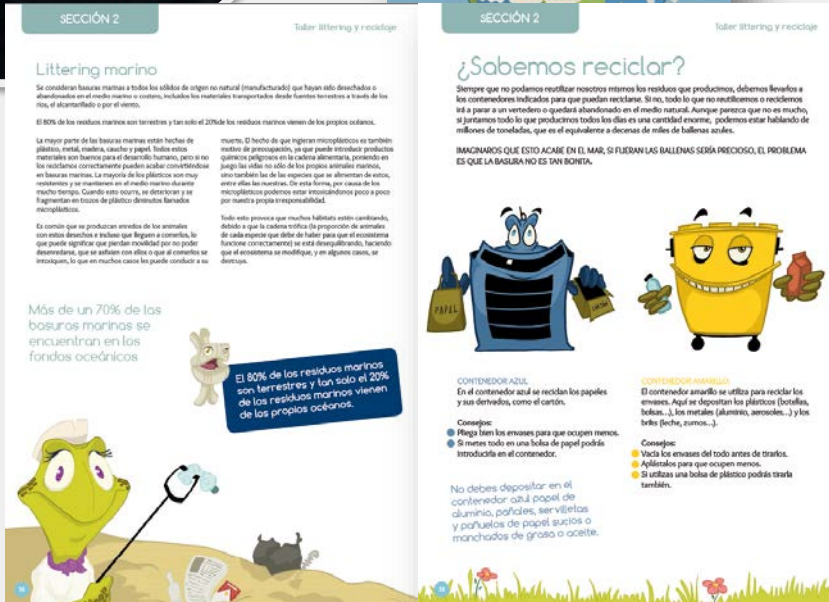 SECCIÓN 2
Taller littering y reciclaje
Littering marino
Se consideran basuras marinas a todos los sólidos de origen no natural (manufacturado) que hayan sido desechados o
abandonados en el medio marino o costero, incluidos los materiales transportados desde fuentes terrestres a través de los
ríos, el alcantarillado o por el viento.
El 80% de los residuos marinos son terrestres y tan solo el 20%de los residuos marinos vienen de los propios océanos.
La mayor parte de las basuras marinas están hechas de
plástico, metal, madera, caucho y papel. Todos estos
materiales son buenos para el desarrollo humano, pero si no
los reciclamos correctamente pueden acabar convirtiéndose
en basuras marinas. La mayoría de los plásticos son muy
resistentes y se mantienen en el medio marino durante
mucho tiempo. Cuando esto ocurre, se deterioran y se
fragmentan en trozos de plástico diminutos llamados
microplásticos.
Es común que se produzcan enredos de los animales
con estos desechos e incluso que lleguen a comerlos, lo
que puede significar que pierdan movilidad por no poder
desenredarse, que se asfixien con ellos o que al comerlos se
intoxiquen, lo que en muchos casos les puede conducir a su
muerte. El hecho de que ingieran microplásticos es también
motivo de preocupación, ya que puede introducir productos
químicos peligrosos en la cadena alimentaria, poniendo en
juego las vidas no sólo de los propios animales marinos,
sino también las de las especies que se alimentan de estos,
entre ellas las nuestras. De esta forma, por causa de los
microplásticos podemos estar intoxicándonos poco a poco
por nuestra propia irresponsabilidad.
Todo esto provoca que muchos hábitats estén cambiando,
debido a que la cadena trófica (la proporción de animales
de cada especie que debe de haber para que el ecosistema
funcione correctamente) se está desequilibrando, haciendo
que el ecosistema se modifique, y en algunos casos, se
destruya.
Más de un 70% de las
basuras marinas se
encuentran en los
fondos oceánicos
El 80% de los residuos marinos
son terrestres y tan solo el 20%
de los residuos marinos vienen
de los propios océanos.
SECCIÓN 2
Taller littering y reciclaje
¿Sabemos reciclar?
Siempre que no podamos reutilizar nosotros mismos los residuos que producimos, debemos llevarlos a
los contenedores indicados para que puedan reciclarse. Si no, todo lo que no reutilicemos o reciclemos
irá a parar a un vertedero o quedará abandonado en el medio natural. Aunque parezca que no es mucho,
si juntamos todo lo que producimos todos los días es una cantidad enorme, podemos estar hablando de
millones de toneladas, que es el equivalente a decenas de miles de ballenas azules.
IMAGINAROS QUE ESTO ACABE EN EL MAR, SI FUERAN LAS BALLENAS SERÍA PRECIOSO, EL PROBLEMA
ES QUE LA BASURA NO ES TAN BONITA.
PAPEL
CARTÓN
CONTENEDOR AZUL
En el contenedor azul se reciclan los papeles
y sus derivados, como el cartón.
Consejos:
Pliega bien los envases para que ocupen menos.
Si metes todo en una bolsa de papel podrás
introducirla en el contenedor.
No debes depositar en el
contenedor azul papel de
aluminio, pañales, servilletas
y pañuelos de papel sucios o
manchados de grasa o aceite.
CONTENEDOR AMARILLO
El contenedor amarillo se utiliza para reciclar los
envases. Aquí se depositan los plásticos (botellas,
bolsas...), los metales (aluminio, aerosoles...) y los
briks (leche, zumos...).
Consejos:
Vacía los envases del todo antes de tirarlos.
Aplástalos para que ocupen menos.
Si utilizas una bolsa de plástico podrás tirarla
también.